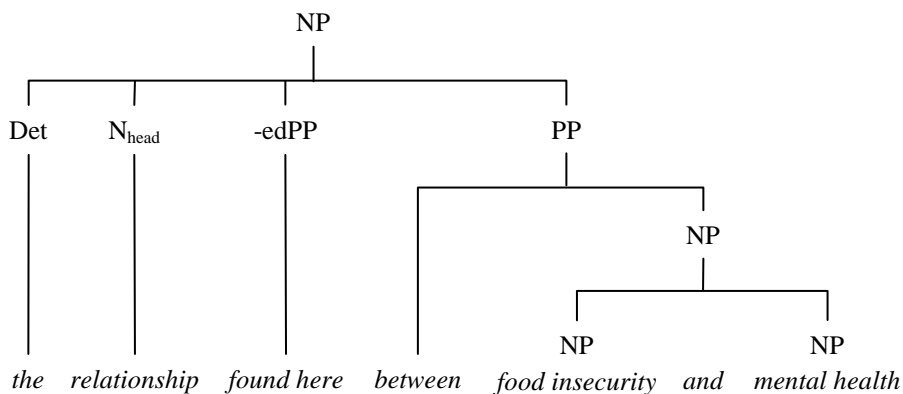 NP
Det N_head -edPP PP
NP
NP NP
the relationship found here between food insecurity and mental health